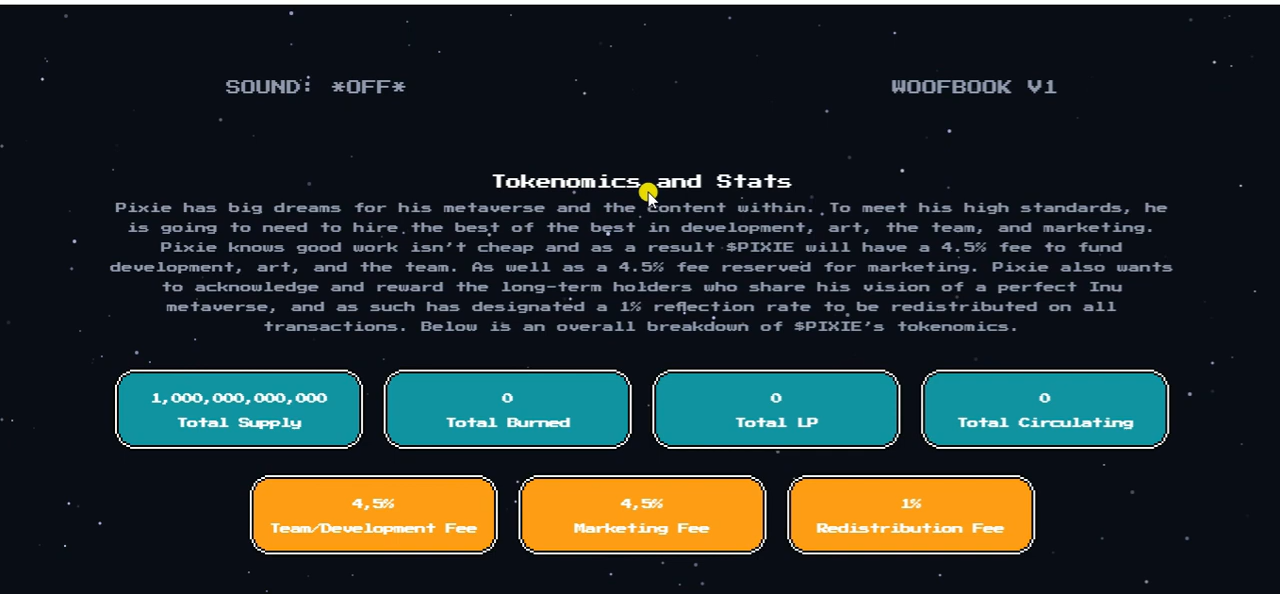 SOUND: *OFF*
WOOFBOOK V1
Tokenomics and Stats
Pixie has big dreams for his metaverse and the content within. To meet his high standards, he
is going to need to hire the best of the best in development, art, the team, and marketing.
Pixie knows good work isn't cheap and as a result $PIXIE will have a 4.5% fee to fund
development, art, and the team. As well as a 4.5% fee reserved for marketing. Pixie also wants
to acknowledge and reward the long-term holders who share his vision of a perfect Inu
metaverse, and as such has designated a 1% reflection rate to be redistributed on all
transactions. Below is an overall breakdown of $PIXIE's tokenomics.
1,000,000,000,000
Total Supply
0
Total Burned
0
Total LP
0
Total Circulating
4,5%
Team/Development Fee
4,5%
Marketing Fee
1%
Redistribution Fee